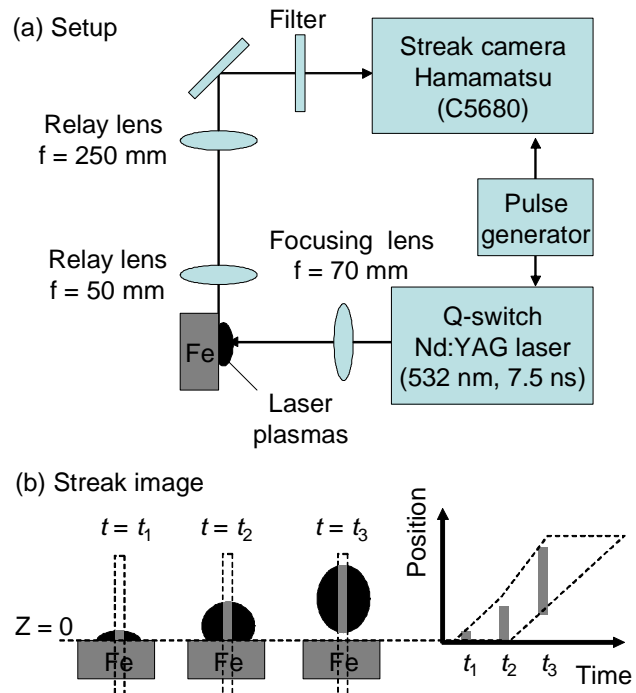 (a) Setup
Filter
Streak camera
Hamamatsu
(C5680)
Relay lens
f = 250 mm
Pulse
generator
Focusing lens
f = 70 mm
Relay lens
f = 50 mm
Q-switch
Nd:YAG laser
(532 nm, 7.5 ns)
Fe
Laser
plasmas
(b) Streak image
t = t1
t = t2
t = t3
Position
Z = 0
Fe
Fe
Fe
t1
t2
t3
Time